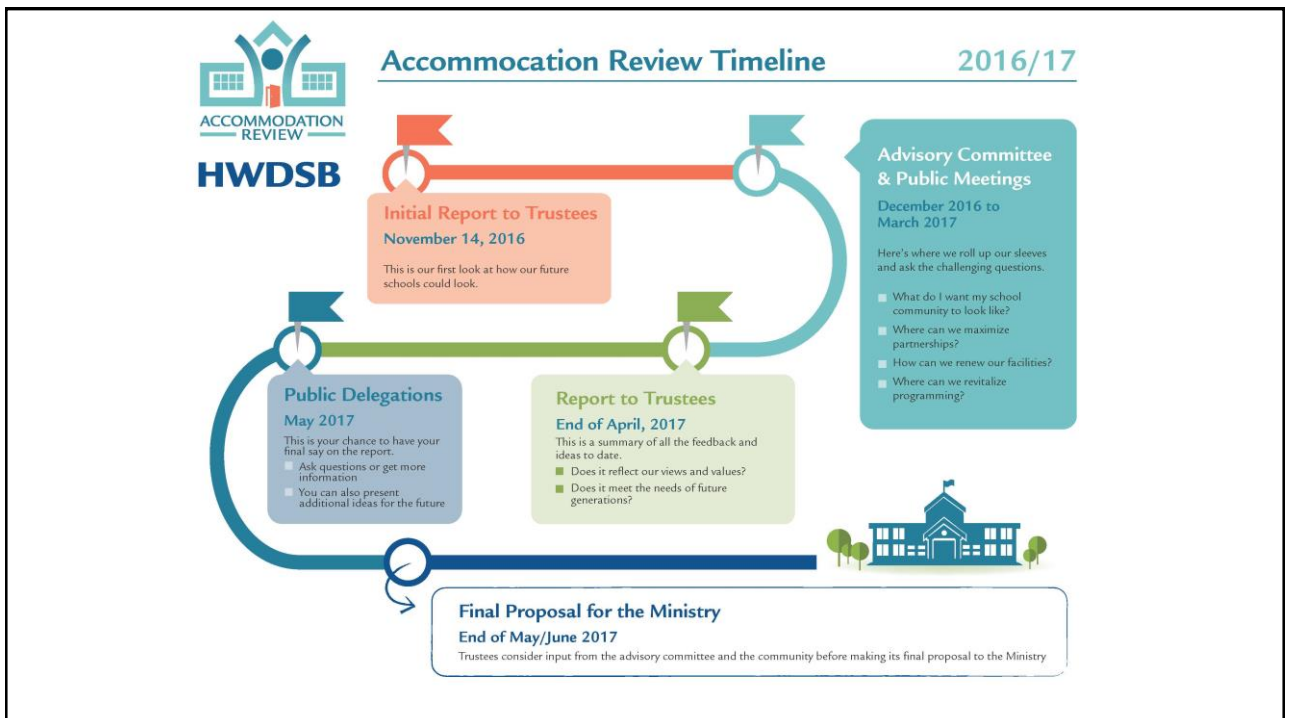 ACCOMMODATION
REVIEW
HWDSB
Accommocation Review Timeline
2016/17
Initial Report to Trustees
November 14, 2016
This is our first look at how our future
schools could look.
Advisory Committee
& Public Meetings
December 2016 to
March 2017
Here's where we roll up our sleeves
and ask the challenging questions.
What do I want my school
community to look like?
Where can we maximize
partnerships?
How can we renew our facilities?
Where can we revitalize
programming?
Report to Trustees
End of April, 2017
This is a summary of all the feedback and
ideas to date.
Does it reflect our views and values?
Does it meet the needs of future
generations?
Public Delegations
May 2017
This is your chance to have your
final say on the report.
Ask questions or get more
information
You can also present
additional ideas for the future
Final Proposal for the Ministry
End of May/June 2017
Trustees consider input from the advisory committee and the community before making its final proposal to the Ministry